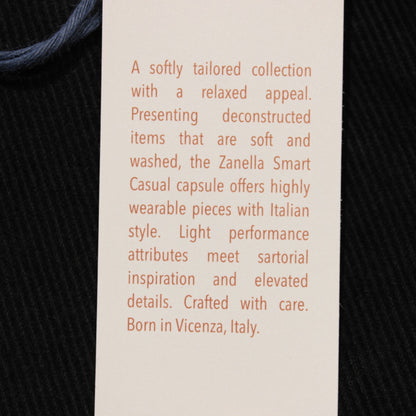 A softly tailored collection
with a relaxed appeal.
Presenting deconstructed
items that are soft and
washed, the Zanella Smart
Casual capsule offers highly
wearable pieces with Italian
style. Light performance
attributes meet sartorial
inspiration and elevated
details. Crafted with care.
Born in Vicenza, Italy.